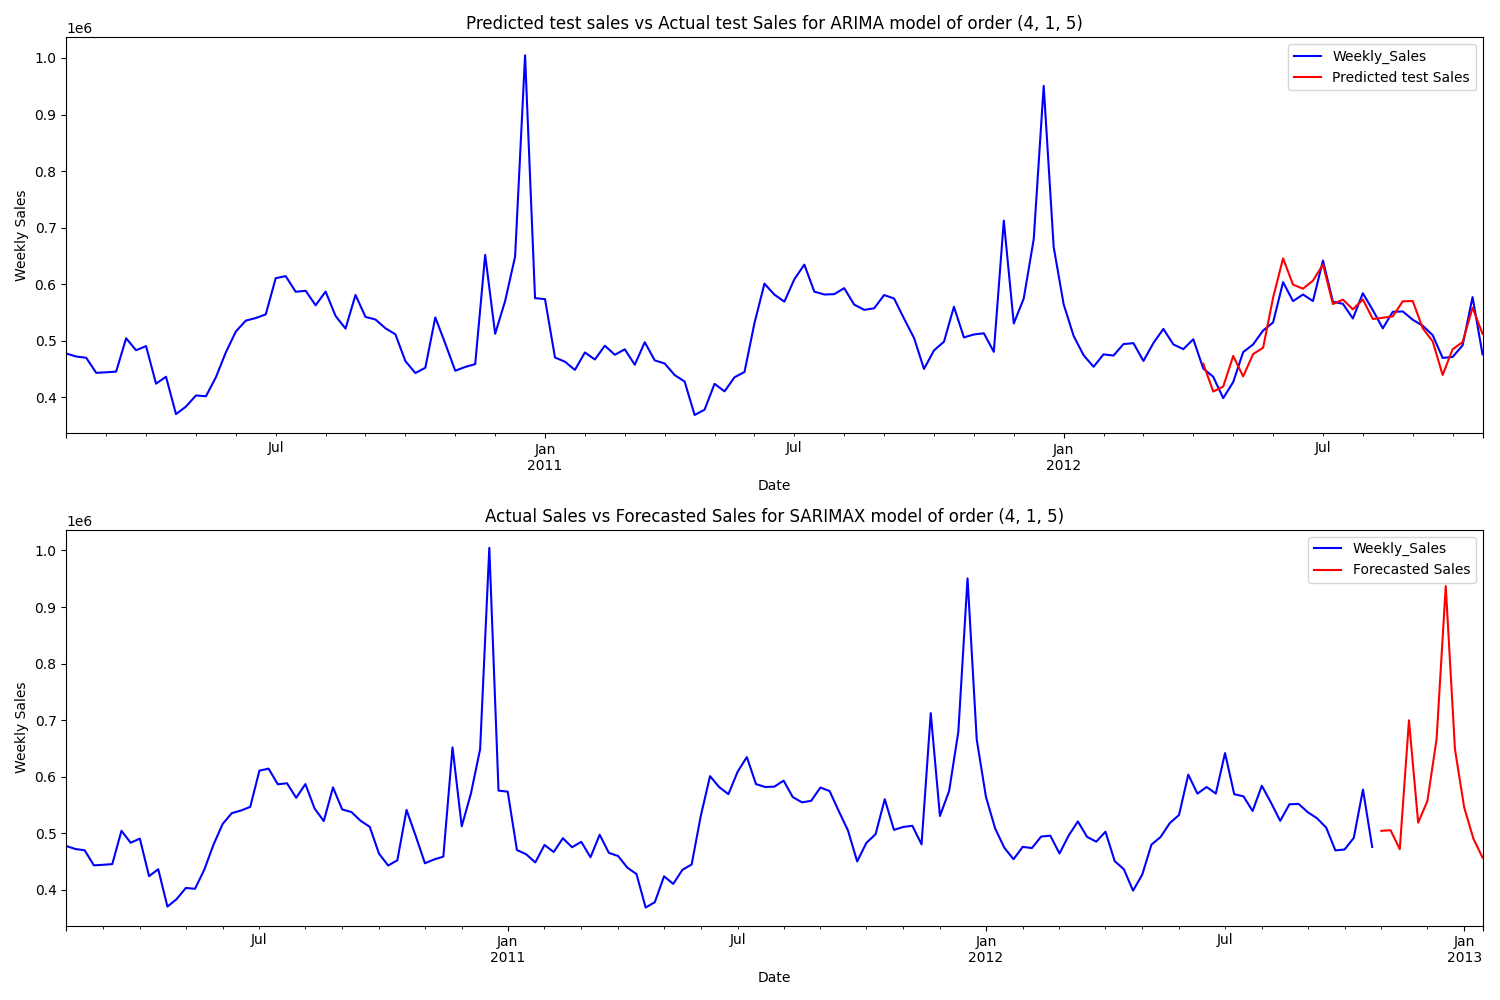 Predicted test sales vs Actual test Sales for ARIMA model of order (4, 1, 5)
1e6
Weekly_Sales
Predicted test Sales
1.0
0.9
0.8
0.7
0.6
0.5
0.4
Weekly Sales
Jul
Jan
2011
Jul
Jan
2012
Jul
Date
Actual Sales vs Forecasted Sales for SARIMAX model of order (4, 1, 5)
1e6
Weekly_Sales
Forecasted Sales
1.0
0.9
0.8
0.7
0.6
0.5
0.4
Weekly Sales
Jul
Jan
2011
Jul
Jan
2012
Jul
Jan
2013
Date